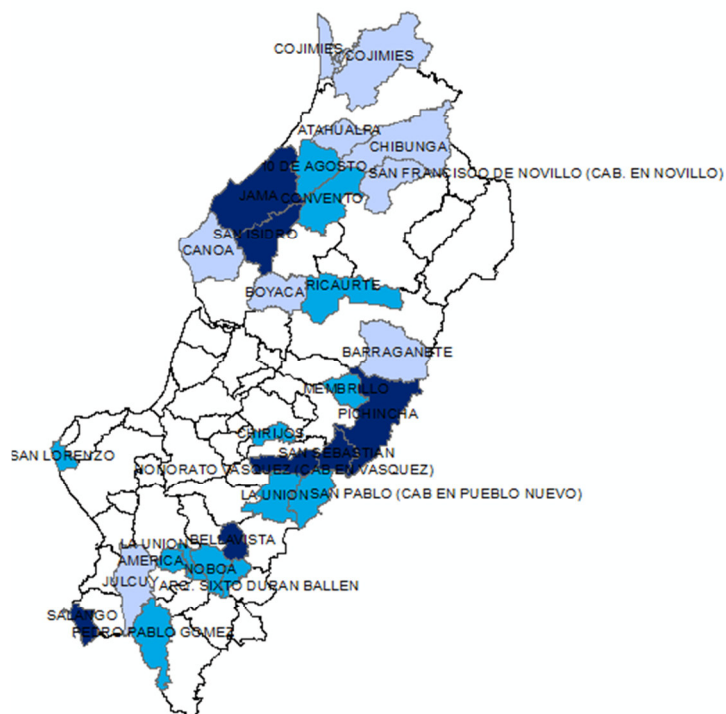 COJIMIES
COJIMIES
ATAHUALPA
CHIBUNGA
10 DE AGOSTO
SAN FRANCISCO DE NOVILLO (CAB. EN NOVILLO)
JAMA
CONVENTO
SAN ISIDRO
CANOA
BOYACA
RICAURTE
BARRAGANETE
MEMBRILLO
PICHINCHA
CHIRIJOS
SAN LORENZO
SAN SEBASTIAN
HONORATO VASQUEZ (CAB EN VASQUEZ)
LA UNION
SAN PABLO (CAB EN PUEBLO NUEVO)
BELLAVISTA
LA UNION
AMERICA
NOBOA
JULCUY
ARQ. SIXTO DURAN BALLEN
SALANGO
PEDRO PABLO GOMEZ